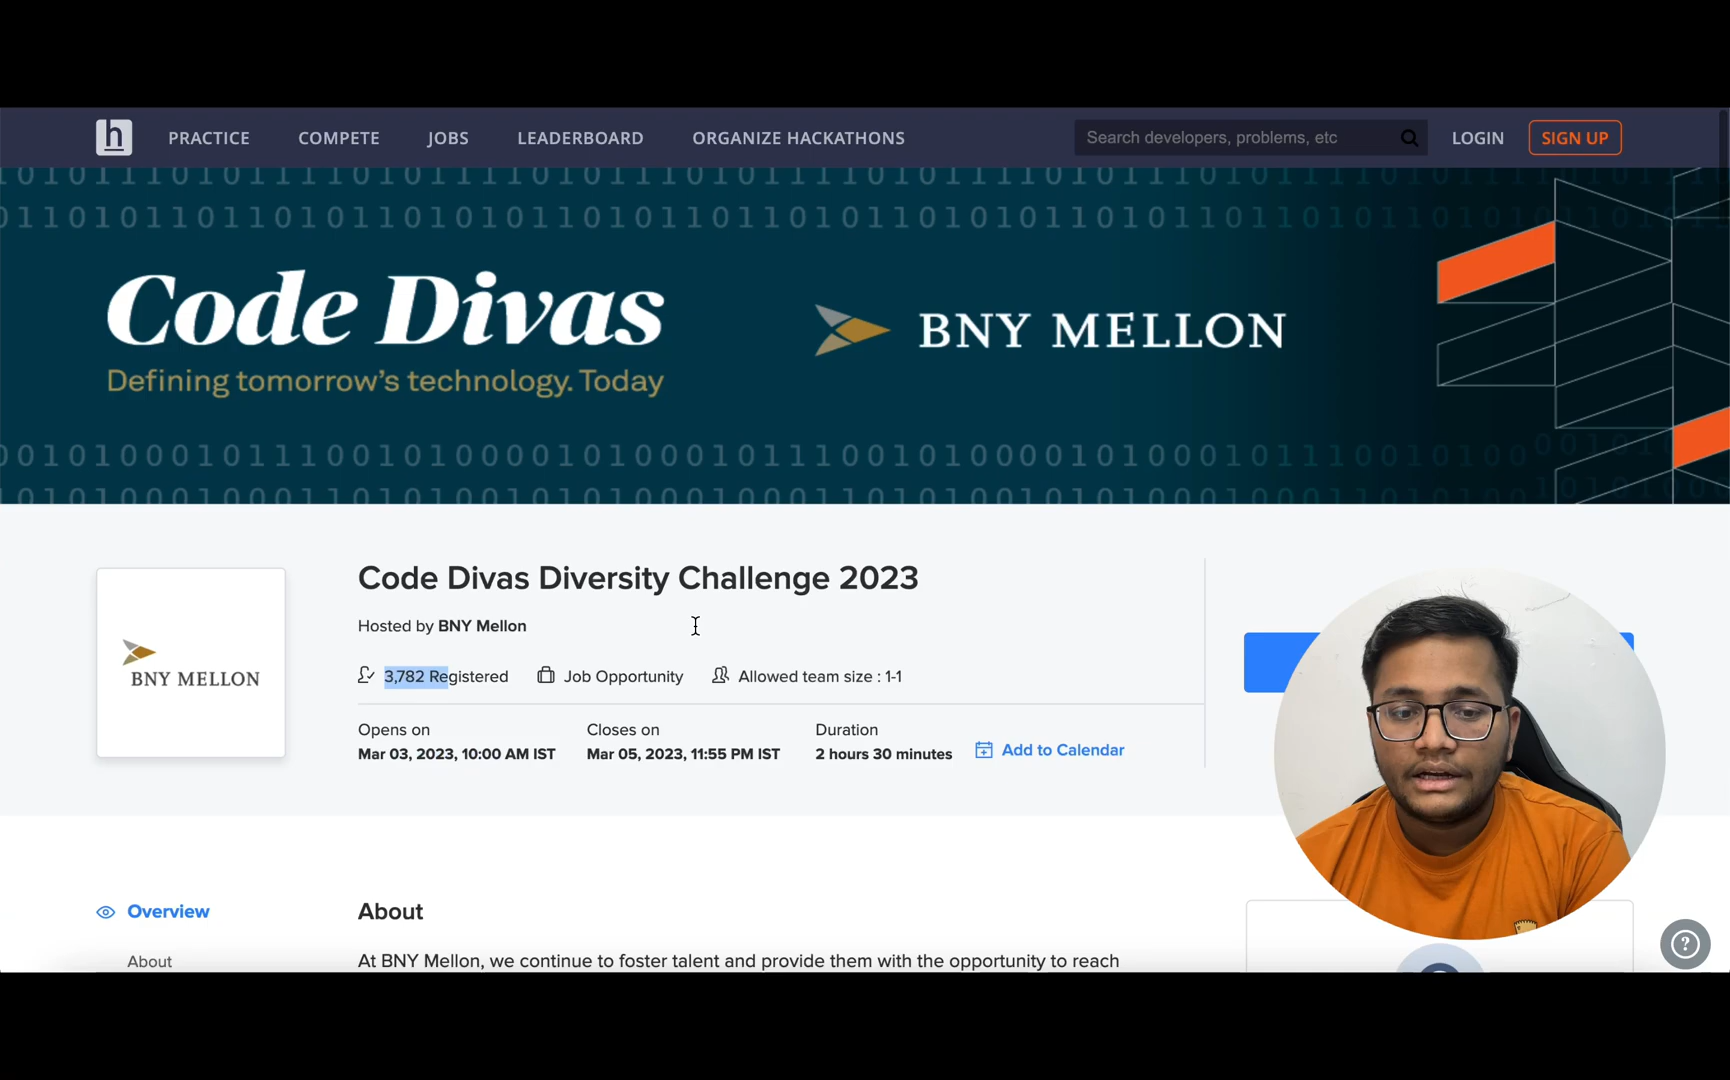 h PRACTICE COMPETE JOBS LEADERBOARD ORGANIZE HACKATHONS Search developers, problems, etc LOGIN SIGN UP
Code Divas
BNY MELLON
Defining tomorrow's technology. Today
Code Divas Diversity Challenge 2023
Hosted by BNY Mellon
BNY MELLON
3,782 Registered Job Opportunity Allowed team size : 1-1
Opens on Closes on Duration
Mar 03, 2023, 10:00 AM IST Mar 05, 2023, 11:55 PM IST 2 hours 30 minutes Add to Calendar
Overview About
About At BNY Mellon, we continue to foster talent and provide them with the opportunity to reach
?